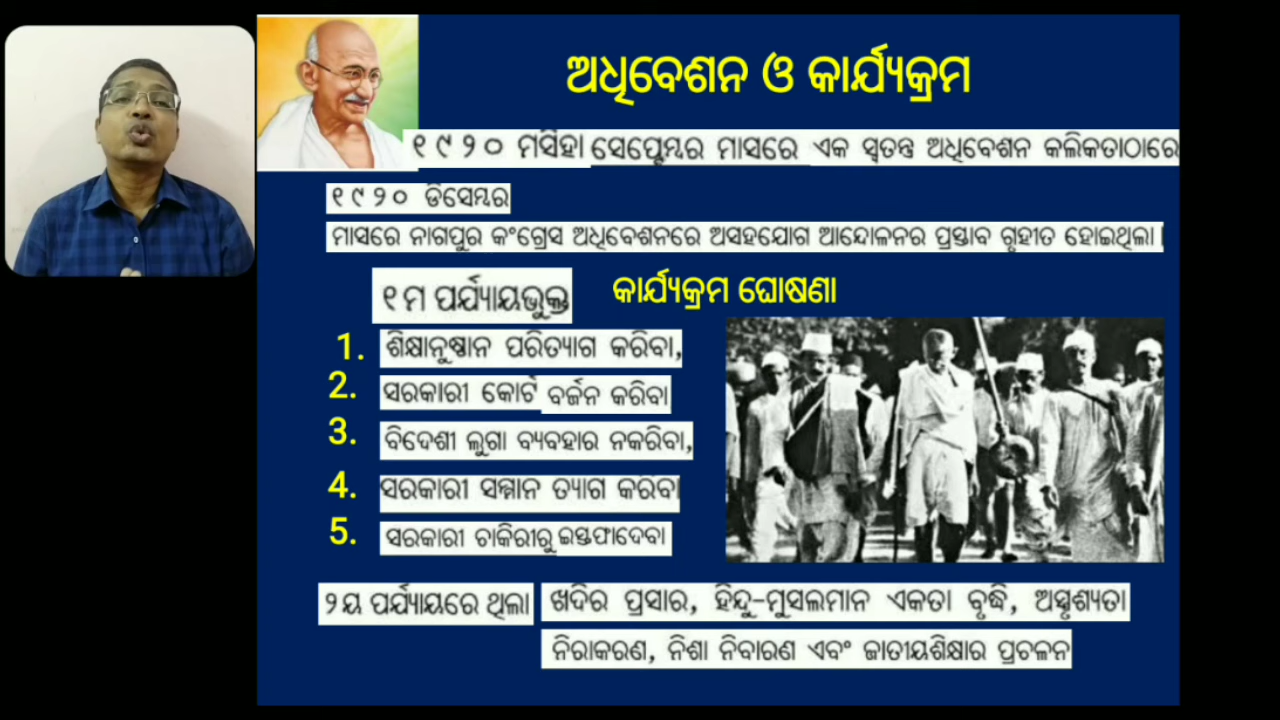 ଅଧିବେଶନ ଓ କାର୍ଯ୍ୟକ୍ରମ
୧୯୨୦ ମସିହା ସେପ୍ଟେମ୍ବର ମାସରେ ଏକ ସ୍ୱତନ୍ତ୍ର ଅଧିବେଶନ କଲିକତାଠାରେ
୧୯୨୦ ଡିସେମ୍ବର
ମାସରେ ନାଗପୁର କଂଗ୍ରେସ ଅଧିବେଶନରେ ଅସହଯୋଗ ଆନ୍ଦୋଳନର ପ୍ରସ୍ତାବ ଗୃହୀତ ହୋଇଥିଲା।
୧ମ ପର୍ଯ୍ୟାୟଭୁକ୍ତ କାର୍ଯ୍ୟକ୍ରମ ଘୋଷଣା
1. ଶିକ୍ଷାନୁଷ୍ଠାନ ପରିତ୍ୟାଗ କରିବା,
2. ସରକାରୀ କୋର୍ଟ ବର୍ଜନ କରିବା
3. ବିଦେଶୀ ଲୁଗା ବ୍ୟବହାର ନକରିବା,
4. ସରକାରୀ ସମ୍ମାନ ତ୍ୟାଗ କରିବା
5. ସରକାରୀ ଚାକିରୀରୁ ଇସ୍ତଫାଦେବା
୨ୟ ପର୍ଯ୍ୟାୟରେ ଥିଲା ଖଦିର ପ୍ରସାର, ହିନ୍ଦୁ-ମୁସଲମାନ ଏକତା ବୃଦ୍ଧି, ଅସ୍ପୃଶ୍ୟତା
ନିରାକରଣ, ନିଶା ନିବାରଣ ଏବଂ ଜାତୀୟଶିକ୍ଷାର ପ୍ରଚଳନ